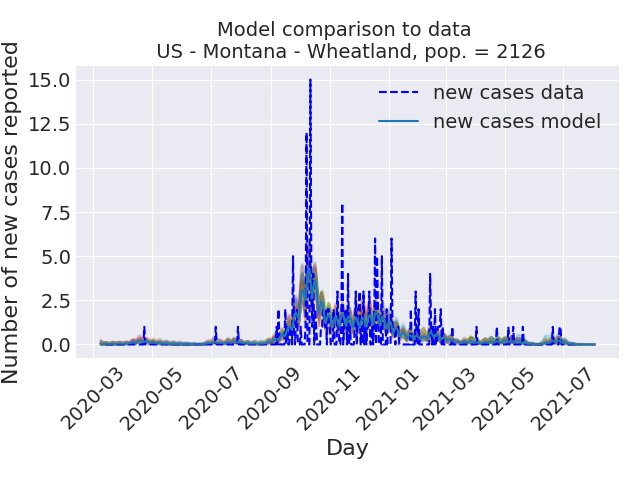 Model comparison to data
US - Montana - Wheatland, pop. = 2126
Number of new cases reported
15.0
12.5
10.0
7.5
5.0
2.5
0.0
new cases data
new cases model
2020-03
2020-05
2020-07
2020-09
2020-11
2021-01
2021-03
2021-05
2021-07
Day